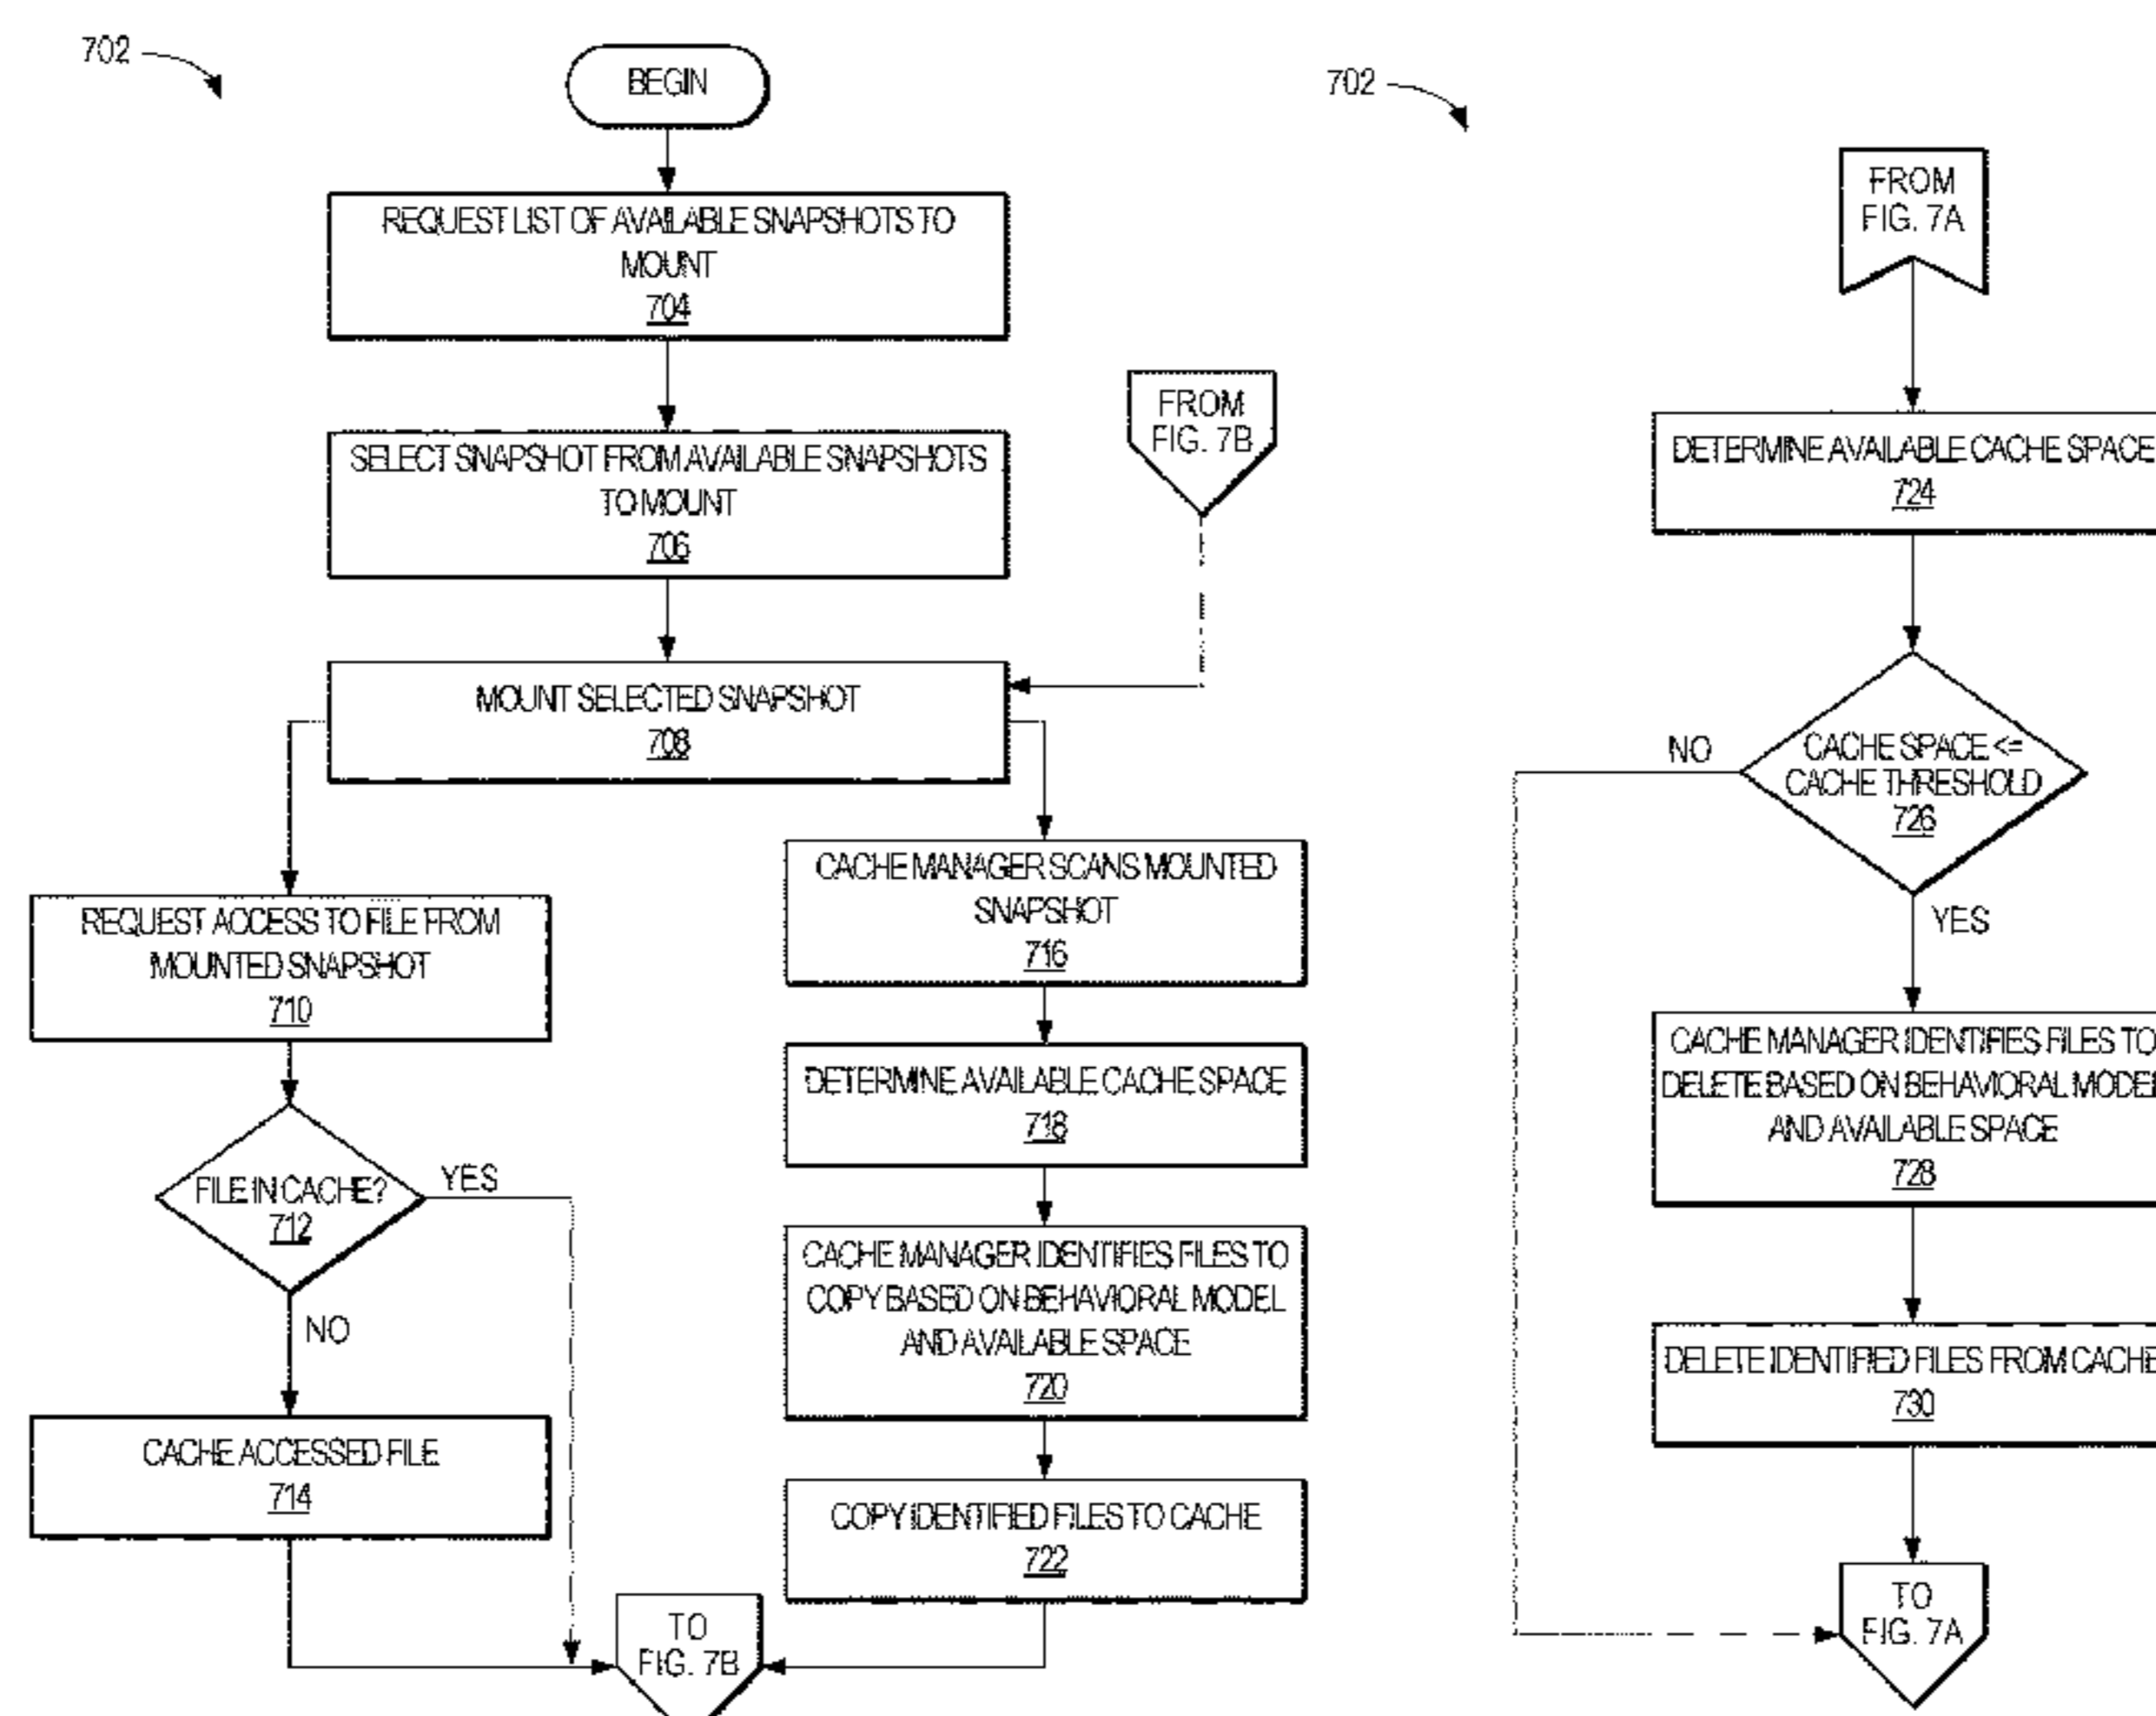 702
BEGIN
REQUEST LIST OF AVAILABLE SNAPSHOTS TO
MOUNT
704
SELECT SNAPSHOT FROM AVAILABLE SNAPSHOTS
TO MOUNT
706
FROM
FIG. 7B
MOUNT SELECTED SNAPSHOT
708
REQUEST ACCESS TO FILE FROM
MOUNTED SNAPSHOT
710
FILE IN CACHE?
712
YES
NO
CACHE ACCESSED FILE
714
CACHE MANAGER SCANS MOUNTED
SNAPSHOT
716
DETERMINE AVAILABLE CACHE SPACE
718
CACHE MANAGER IDENTIFIES FILES TO
COPY BASED ON BEHAVIORAL MODEL
AND AVAILABLE SPACE
720
COPY IDENTIFIED FILES TO CACHE
722
TO
FIG. 7B
702
FROM
FIG. 7A
DETERMINE AVAILABLE CACHE SPACE
724
CACHE SPACE <=
CACHE THRESHOLD
726
NO
YES
CACHE MANAGER IDENTIFIES FILES TO
DELETE BASED ON BEHAVIORAL MODEL
AND AVAILABLE SPACE
728
DELETE IDENTIFIED FILES FROM CACHE
730
TO
FIG. 7A